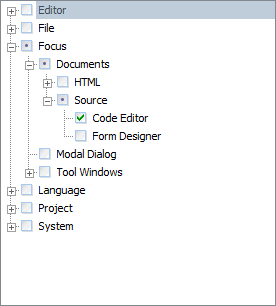 Editor
File
Focus
Documents
HTML
Source
Code Editor
Form Designer
Modal Dialog
Tool Windows
Language
Project
System